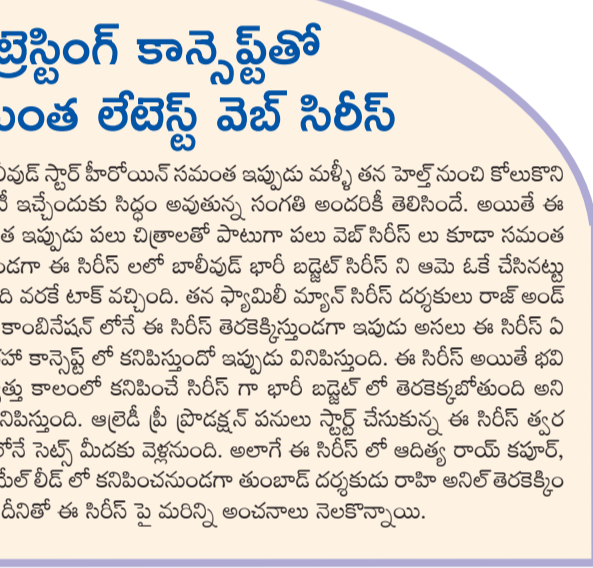 ట్రెస్టింగ్ కాన్సెప్ట్‌తో
లేటెస్ట్ వెబ్ సిరీస్
స్టార్ హీరోయిన్ సమంత ఇప్పుడు మళ్ళీ తన హెల్త్ నుంచి కోలుకొని
ఇచ్చేందుకు సిద్ధం అవుతున్న సంగతి అందరికీ తెలిసిందే. అయితే ఈ
ఇప్పుడు పలు చిత్రాలతో పాటుగా పలు వెబ్ సిరీస్ లు కూడా సమంత
ఈ సిరీస్ లలో బాలీవుడ్ భారీ బడ్జెట్ సిరీస్ ని ఆమె ఓకే చేసినట్టు
వరకే టాక్ వచ్చింది. తన ఫ్యామిలీ మ్యాన్ సిరీస్ దర్శకులు రాజ్ అండ్
కాంబినేషన్ లోనే ఈ సిరీస్ తెరకెక్కిస్తుండగా ఇపుడు అసలు ఈ సిరీస్ ఏ
కాన్సెప్ట్ లో కనిపిస్తుందో ఇప్పుడు వినిపిస్తుంది. ఈ సిరీస్ అయితే భవి
త్తు కాలంలో కనిపించే సిరీస్ గా భారీ బడ్జెట్ లో తెరకెక్కబోతుంది అని
నిపిస్తుంది. ఆల్రెడీ ప్రీ ప్రొడక్షన్ పనులు స్టార్ట్ చేసుకున్న ఈ సిరీస్ త్వర
లోనే సెట్స్ మీదకు వెళ్లనుంది. అలాగే ఈ సిరీస్ లో ఆదిత్య రాయ్ కపూర్,
మేల్ లీడ్ లో కనిపించనుండగా తుంబాడ్ దర్శకుడు రాహి అనిల్ తెరకెక్కిం
దీనితో ఈ సిరీస్ పై మరిన్ని అంచనాలు నెలకొన్నాయి.